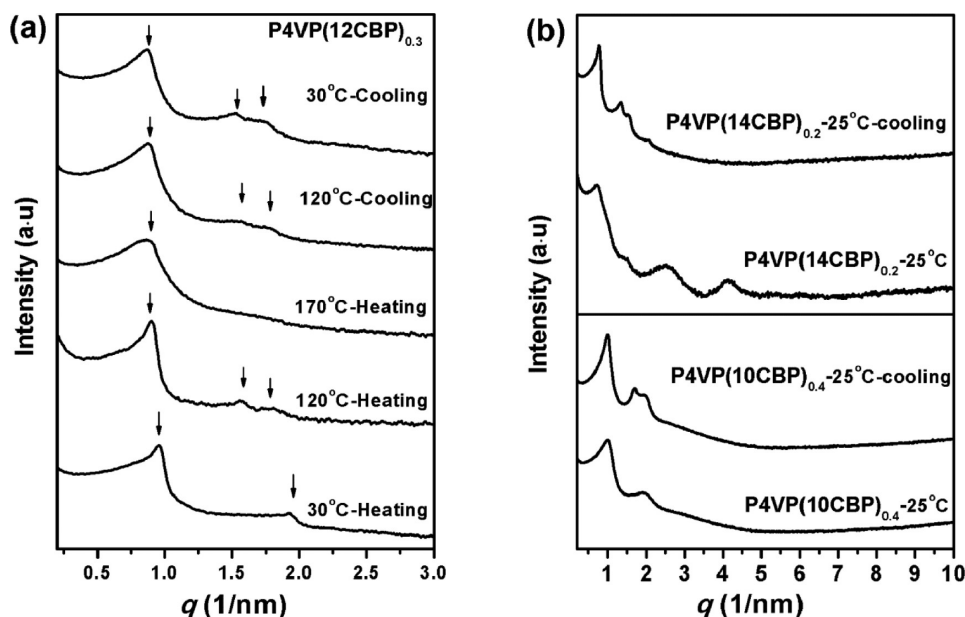 (a)
P4VP(12CBP)0.3
30°C-Cooling
120°C-Cooling
170°C-Heating
120°C-Heating
30°C-Heating
Intensity (a·u)
0.5 1.0 1.5 2.0 2.5 3.0
q (1/nm)
(b)
P4VP(14CBP)0.2-25°C-cooling
P4VP(14CBP)0.2-25°C
P4VP(10CBP)0.4-25°C-cooling
P4VP(10CBP)0.4-25°C
Intensity (a·u)
1 2 3 4 5 6 7 8 9 10
q (1/nm)